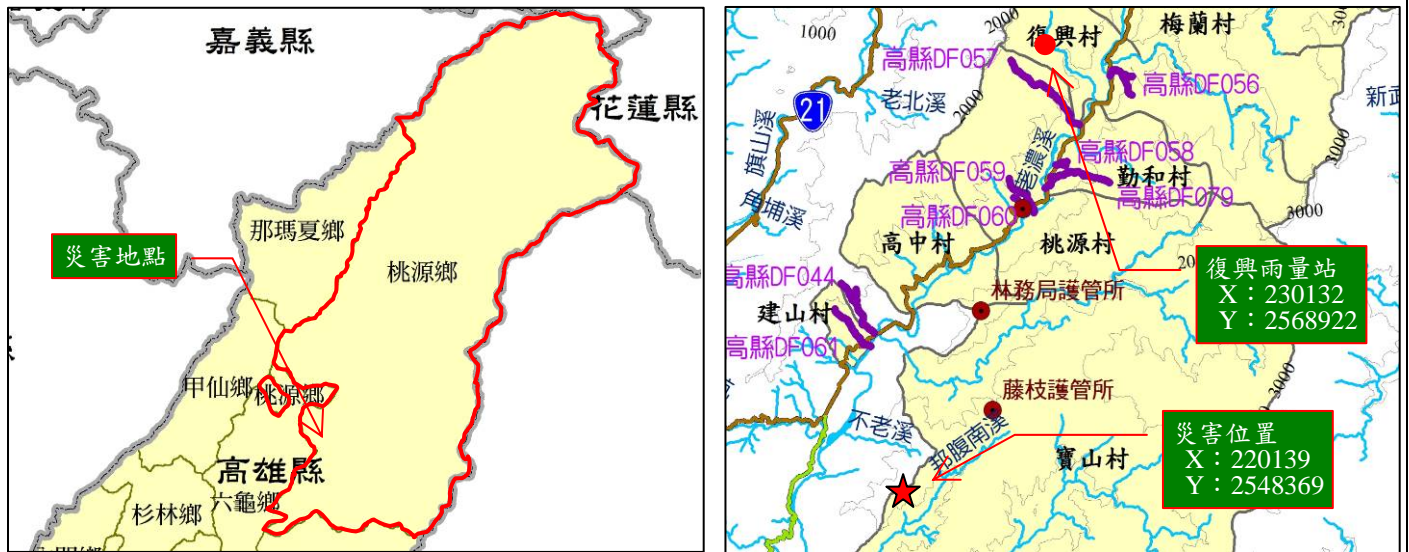 嘉義縣
花蓮縣
那瑪夏鄉
災害地點
桃源鄉
甲仙鄉
桃源鄉
高雄縣
六龜鄉
杉林鄉
1000
2000
復興村
梅蘭村
高縣DF057
高縣DF056
老北溪
21
2000
旗山溪
3000
老濃溪
高縣DF058
高縣DF059
勤和村
高縣DF079
角埔溪
高縣DF060
3000
高中村
桃源村
高縣DF044
林務局護管所
復興雨量站
X：230132
Y：2568922
建山村
高縣DF061
3000
藤枝護管所
不老溪
邦腹南溪
災害位置
X：220139
Y：2548369
寶山村